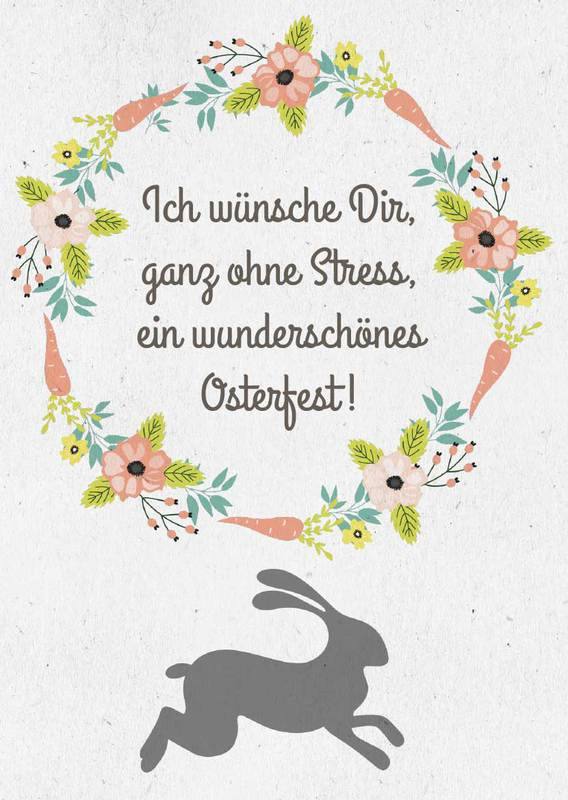 Ich wünsche Dir,
ganz ohne Stress,
ein wunderschönes
Osterfest!